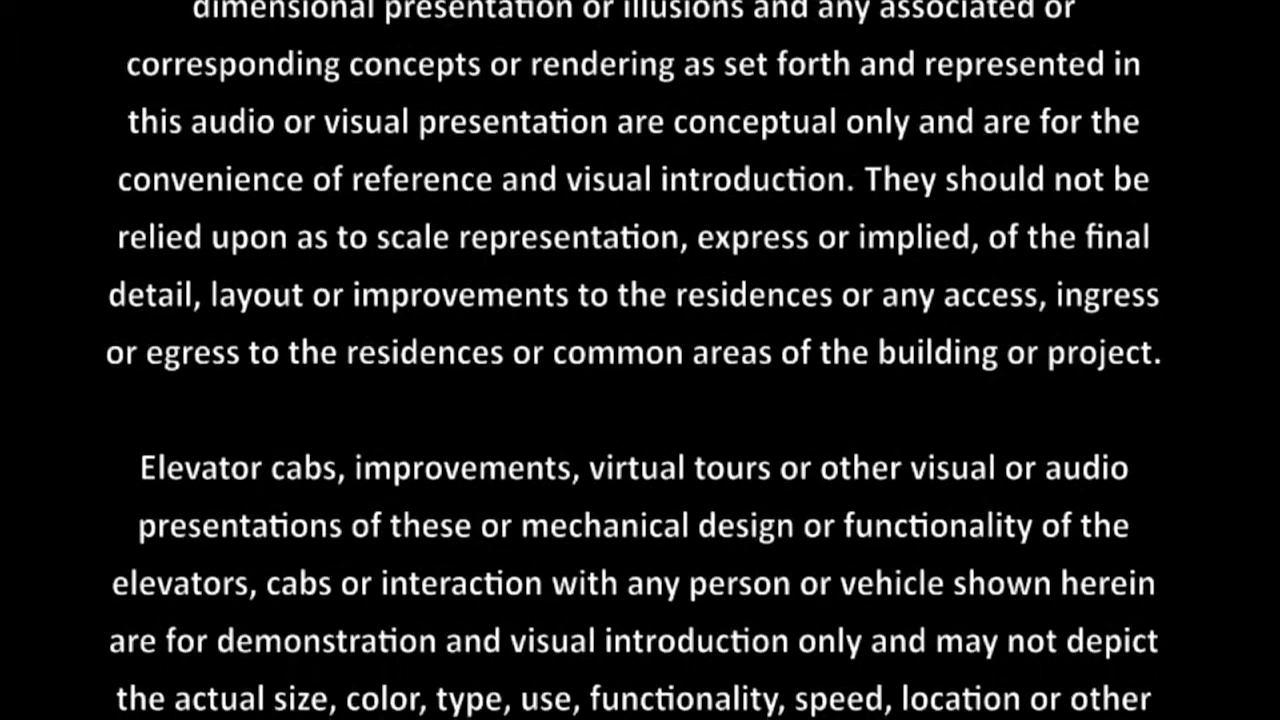 dimensional presentation or illusions and any associated or
corresponding concepts or rendering as set forth and represented in
this audio or visual presentation are conceptual only and are for the
convenience of reference and visual introduction. They should not be
relied upon as to scale representation, express or implied, of the final
detail, layout or improvements to the residences or any access, ingress
or egress to the residences or common areas of the building or project.
Elevator cabs, improvements, virtual tours or other visual or audio
presentations of these or mechanical design or functionality of the
elevators, cabs or interaction with any person or vehicle shown herein
are for demonstration and visual introduction only and may not depict
the actual size, color, type, use, functionality, speed, location or other